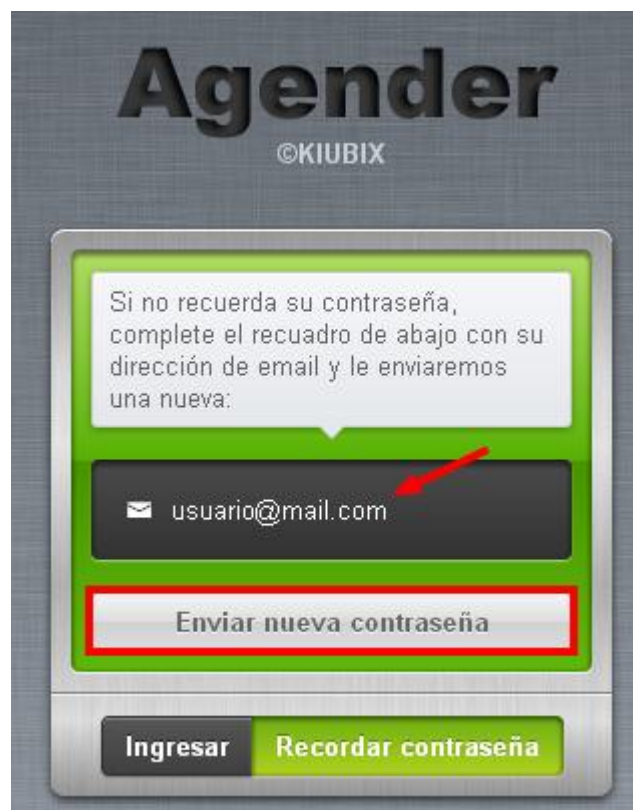 Agender
©KIUBIX
Si no recuerda su contraseña,
complete el recuadro de abajo con su
dirección de email y le enviaremos
una nueva:
usuario@mail.com
Enviar nueva contraseña
Ingresar Recordar contraseña